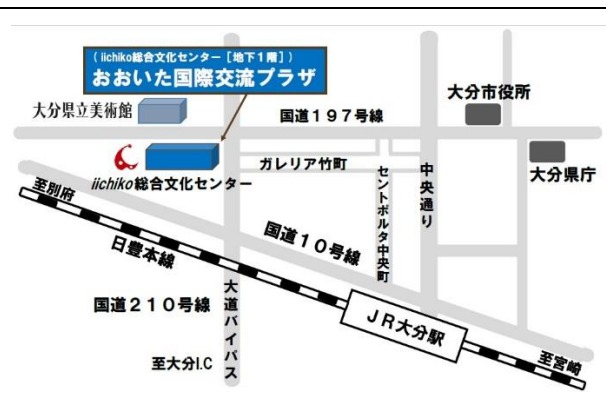 （iichiko総合文化センター［地下１階］）
おおいた国際交流プラザ
大分県立美術館
国道１９７号線
大分市役所
大分県庁
iichiko総合文化センター
ガレリア竹町
セントポルタ中央町
中央通り
至別府
日豊本線
国道１０号線
国道２１０号線
大道バイパス
ＪＲ大分駅
至大分I.C
至宮崎